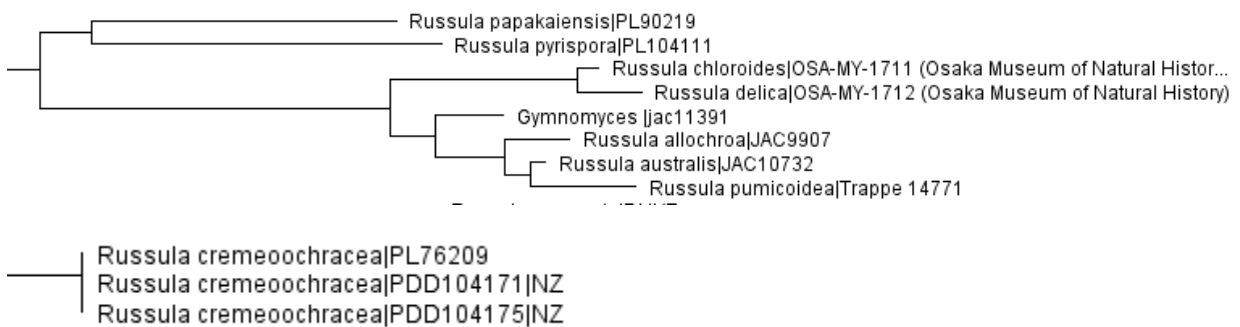 Russula papakaiensis|PL90219
Russula pyrispora|PL104111
Russula chloroides|OSA-MY-1711 (Osaka Museum of Natural Histor...
Russula delica|OSA-MY-1712 (Osaka Museum of Natural History)
Gymnomyces |jac11391
Russula allochroa|JAC9907
Russula australis|JAC10732
Russula pumicoidea|Trappe 14771
Russula cremeoochracea|PL76209
Russula cremeoochracea|PDD104171|NZ
Russula cremeoochracea|PDD104175|NZ